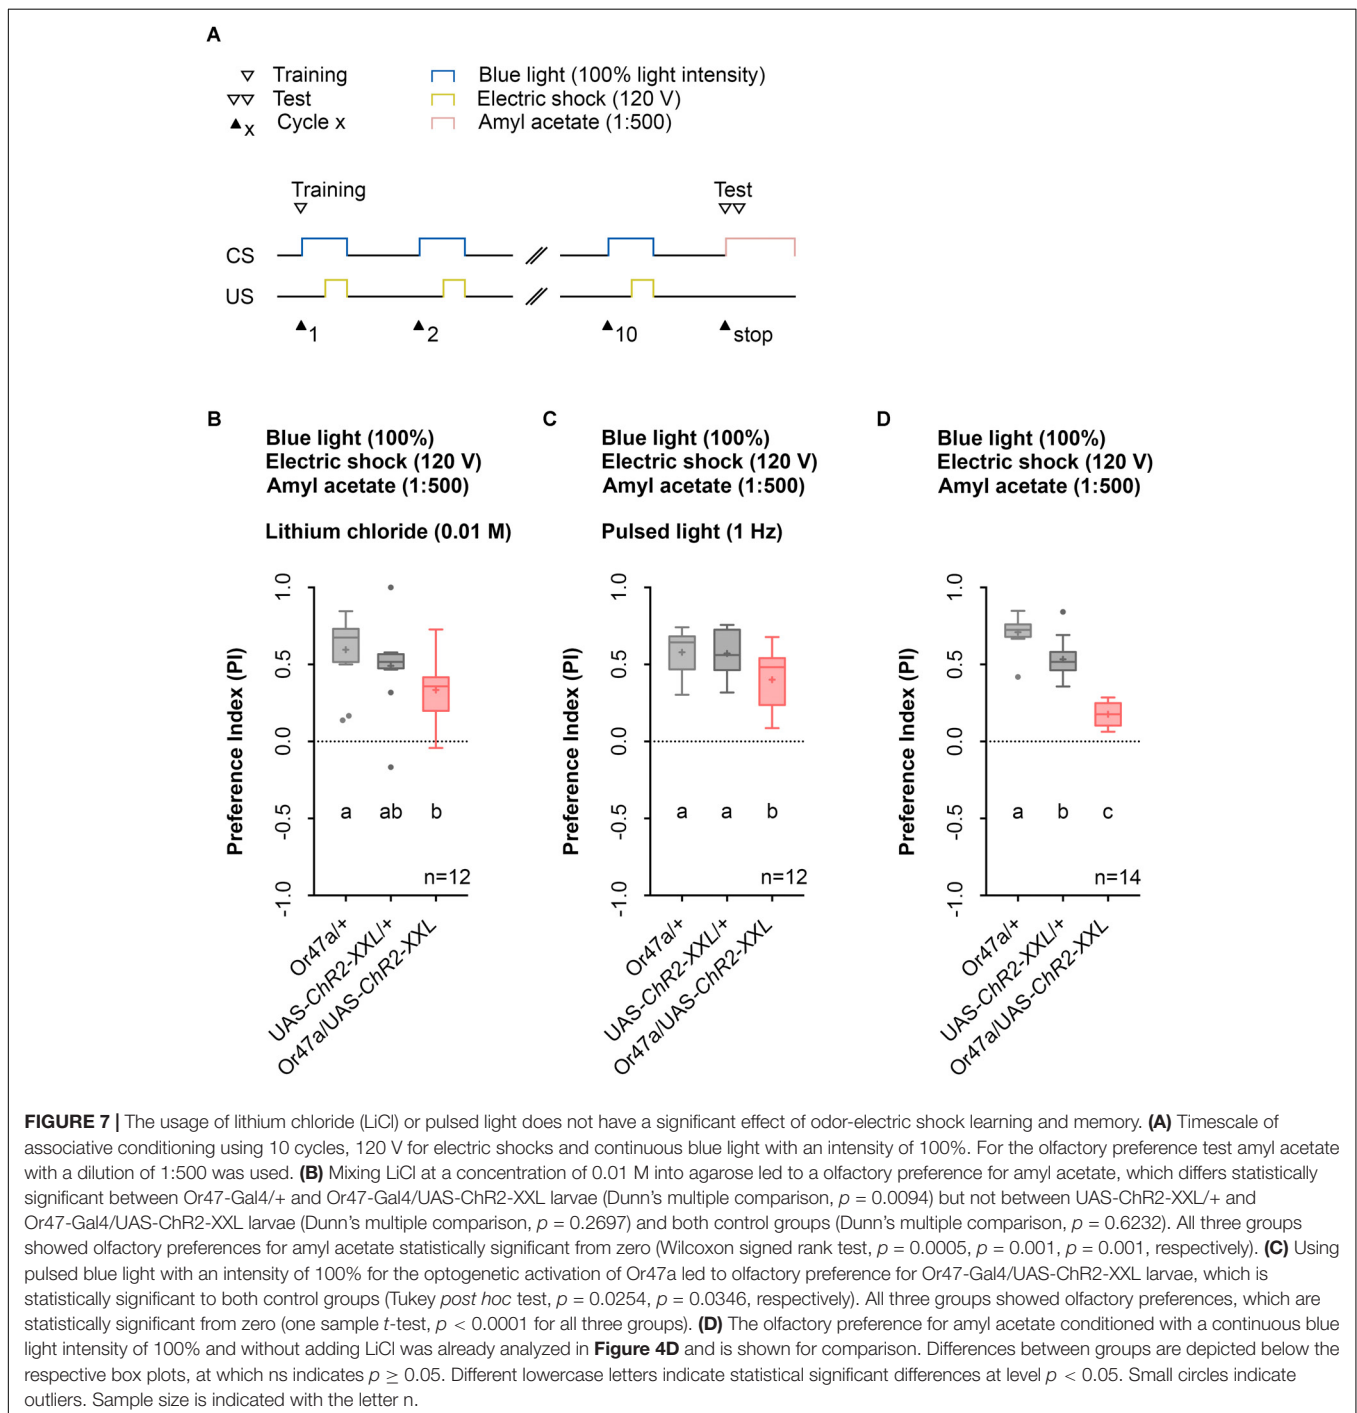 A
Training
Test
Cycle x
Blue light (100% light intensity)
Electric shock (120 V)
Amyl acetate (1:500)
Training
Test
CS
US
1
2
10
stop
B
Blue light (100%)
Electric shock (120 V)
Amyl acetate (1:500)
Lithium chloride (0.01 M)
Preference Index (PI)
1.0
0.5
0.0
-0.5
-1.0
a
ab
b
n=12
Or47a/+
UAS-ChR2-XXL/+
Or47a/UAS-ChR2-XXL
C
Blue light (100%)
Electric shock (120 V)
Amyl acetate (1:500)
Pulsed light (1 Hz)
Preference Index (PI)
1.0
0.5
0.0
-0.5
-1.0
a
a
b
n=12
Or47a/+
UAS-ChR2-XXL/+
Or47a/UAS-ChR2-XXL
D
Blue light (100%)
Electric shock (120 V)
Amyl acetate (1:500)
Preference Index (PI)
1.0
0.5
0.0
-0.5
-1.0
a
b
c
n=14
Or47a/+
UAS-ChR2-XXL/+
Or47a/UAS-ChR2-XXL
FIGURE 7 | The usage of lithium chloride (LiCl) or pulsed light does not have a significant effect of odor-electric shock learning and memory. (A) Timescale of
associative conditioning using 10 cycles, 120 V for electric shocks and continuous blue light with an intensity of 100%. For the olfactory preference test amyl acetate
with a dilution of 1:500 was used. (B) Mixing LiCl at a concentration of 0.01 M into agarose led to a olfactory preference for amyl acetate, which differs statistically
significant between Or47-Gal4/+ and Or47-Gal4/UAS-ChR2-XXL larvae (Dunn's multiple comparison, p = 0.0094) but not between UAS-ChR2-XXL/+ and
Or47-Gal4/UAS-ChR2-XXL larvae (Dunn's multiple comparison, p = 0.2697) and both control groups (Dunn's multiple comparison, p = 0.6232). All three groups
showed olfactory preferences for amyl acetate statistically significant from zero (Wilcoxon signed rank test, p = 0.0005, p = 0.001, p = 0.001, respectively). (C) Using
pulsed blue light with an intensity of 100% for the optogenetic activation of Or47a led to olfactory preference for Or47-Gal4/UAS-ChR2-XXL larvae, which is
statistically significant to both control groups (Tukey post hoc test, p = 0.0254, p = 0.0346, respectively). All three groups showed olfactory preferences, which are
statistically significant from zero (one sample t-test, p < 0.0001 for all three groups). (D) The olfactory preference for amyl acetate conditioned with a continuous blue
light intensity of 100% and without adding LiCl was already analyzed in Figure 4D and is shown for comparison. Differences between groups are depicted below the
respective box plots, at which ns indicates p ≥ 0.05. Different lowercase letters indicate statistical significant differences at level p < 0.05. Small circles indicate
outliers. Sample size is indicated with the letter n.